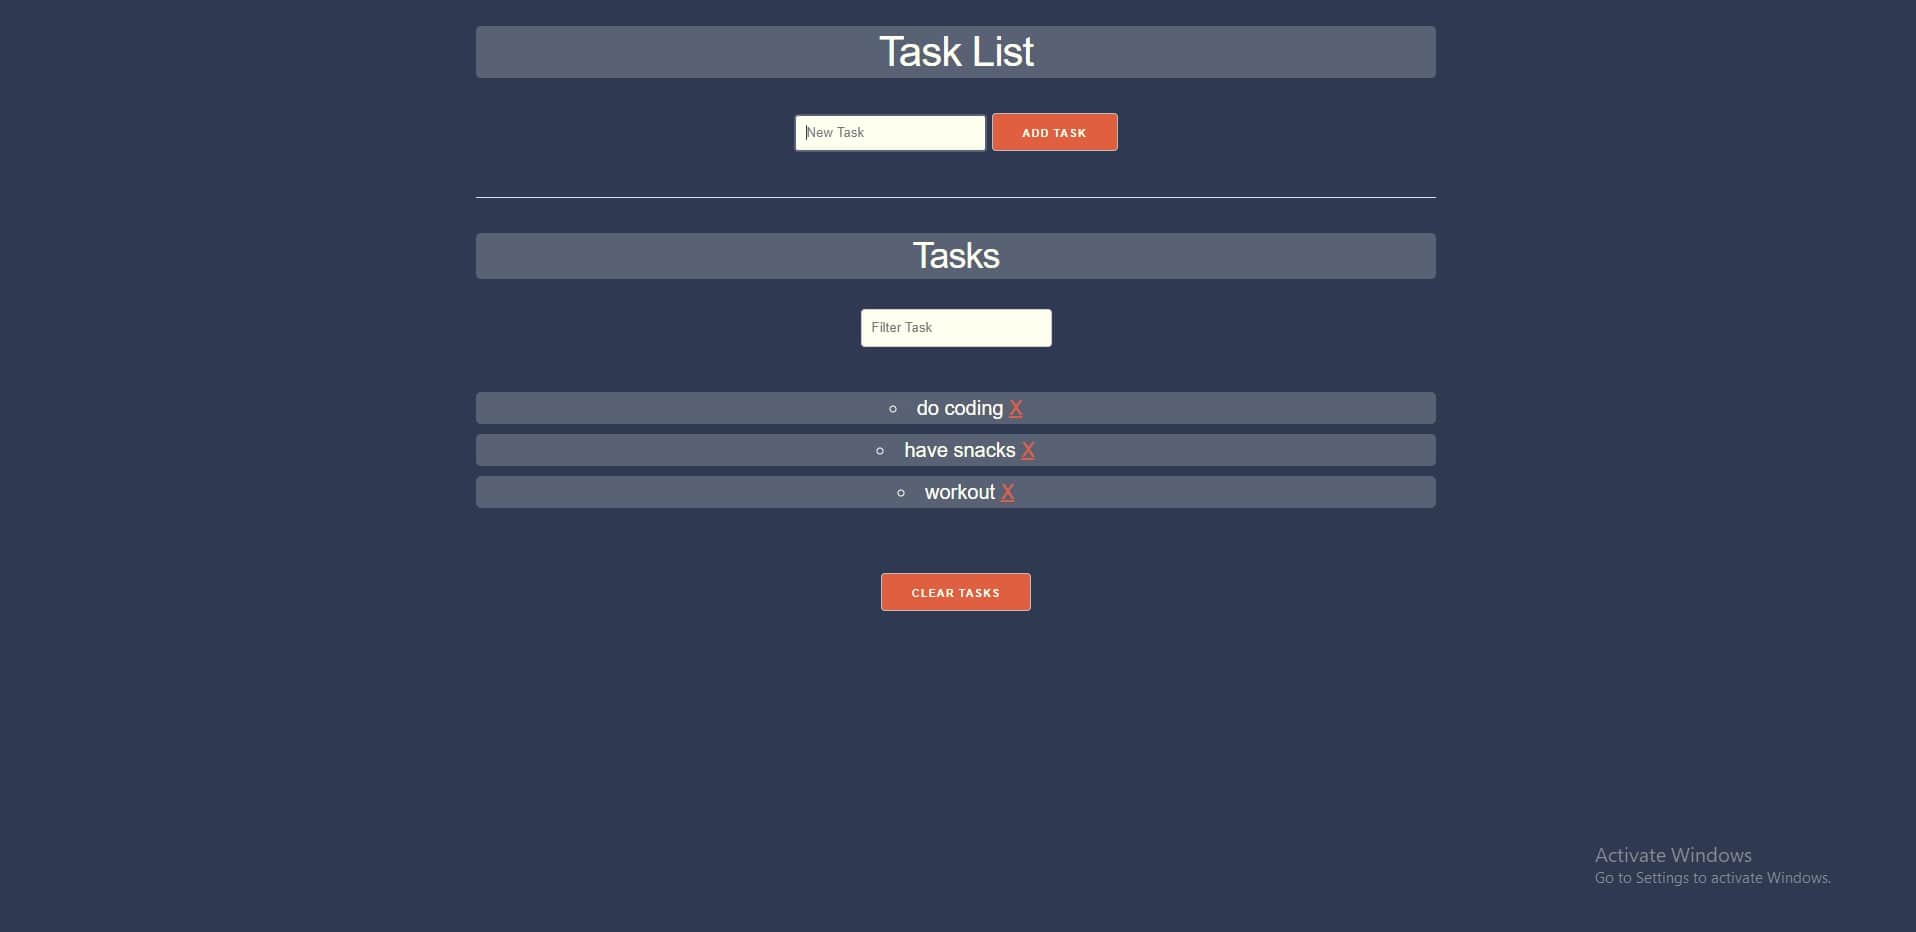 Task List
New Task ADD TASK
Tasks
Filter Task
do coding X
have snacks X
workout X
CLEAR TASKS
Activate Windows
Go to Settings to activate Windows.